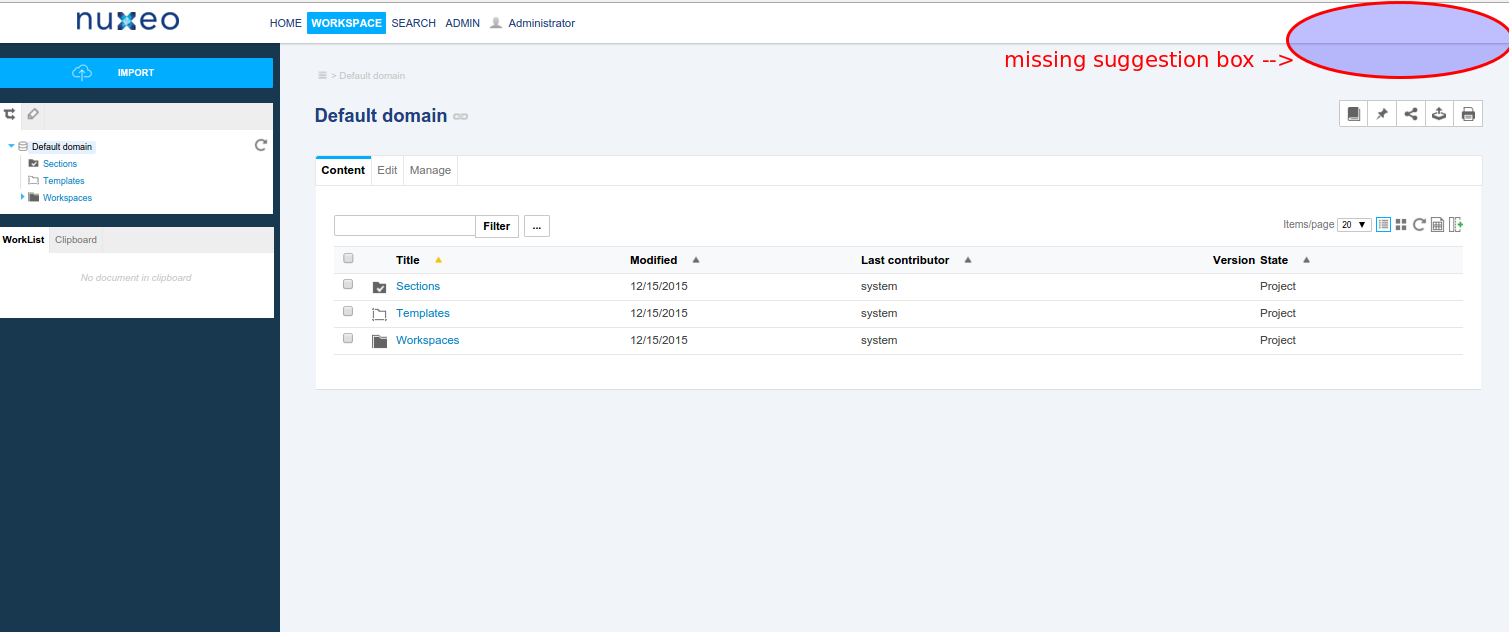 nuxeo
HOME WORKSPACE SEARCH ADMIN Administrator
missing suggestion box -->
IMPORT
> Default domain
Default domain
Default domain
Sections
Templates
Workspaces
WorkList Clipboard
No document in clipboard
Content Edit Manage
Filter ... Items/page 20
Title Modified Last contributor Version State
Sections 12/15/2015 system Project
Templates 12/15/2015 system Project
Workspaces 12/15/2015 system Project